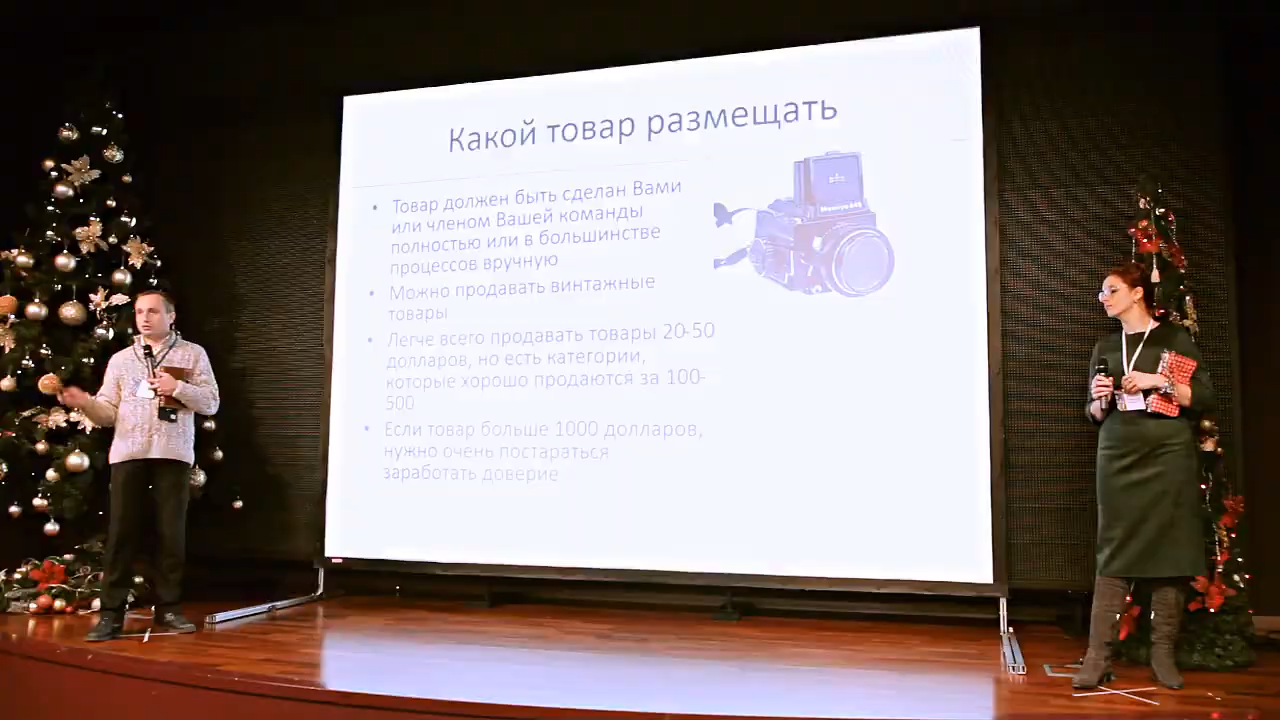 Какой товар размещать
• Товар должен быть сделан Вами
или членом Вашей команды
полностью или в большинстве
процессов вручную
• Можно продавать винтажные
товары
• Легче всего продавать товары 20-50
долларов, но есть категории,
которые хорошо продаются за 100-
500
• Если товар больше 1000 долларов,
нужно очень постараться
заработать доверие